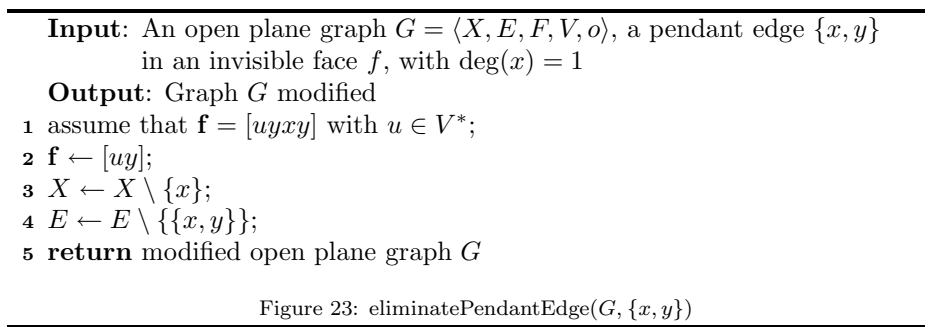 Input: An open plane graph G = ⟨X, E, F, V, o⟩, a pendant edge {x, y}
in an invisible face f, with deg(x) = 1
Output: Graph G modified
1 assume that f = [uyxy] with u ∈ V*;
2 f ← [uy];
3 X ← X \ {x};
4 E ← E \ {{x, y}};
5 return modified open plane graph G
Figure 23: eliminatePendantEdge(G, {x, y})